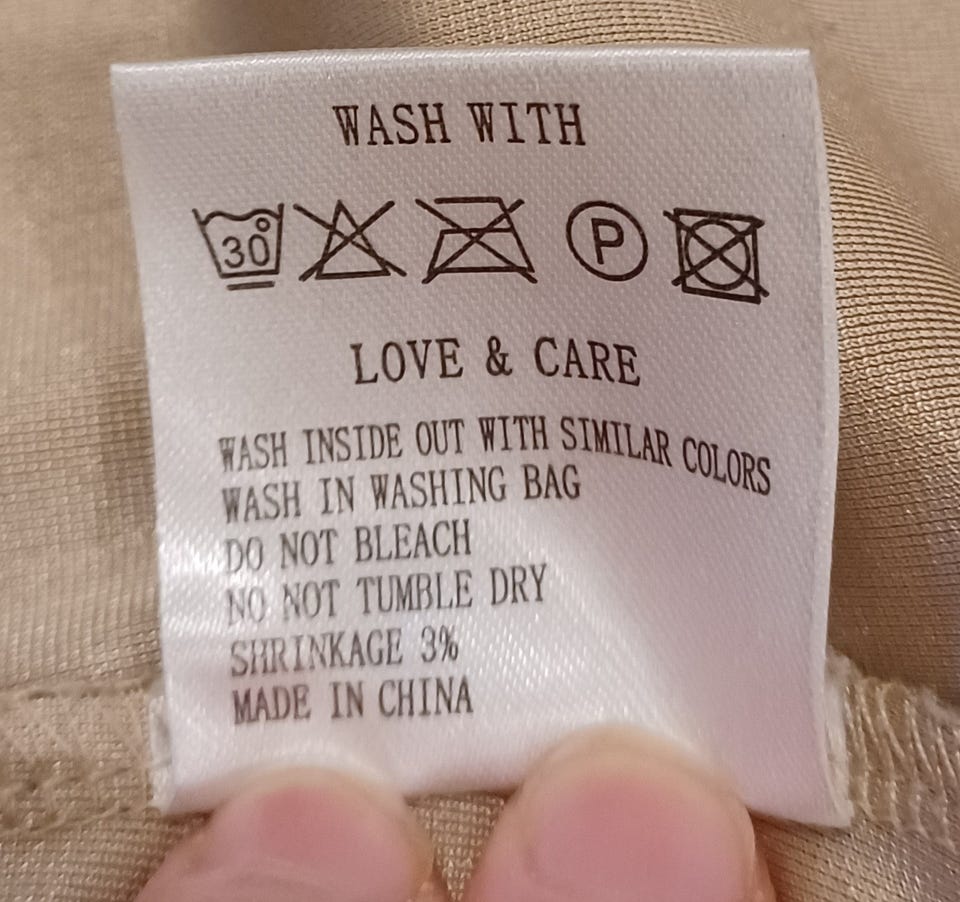 WASH WITH
30°
P
LOVE & CARE
WASH INSIDE OUT WITH SIMILAR COLORS
WASH IN WASHING BAG
DO NOT BLEACH
NO NOT TUMBLE DRY
SHRINKAGE 3%
MADE IN CHINA